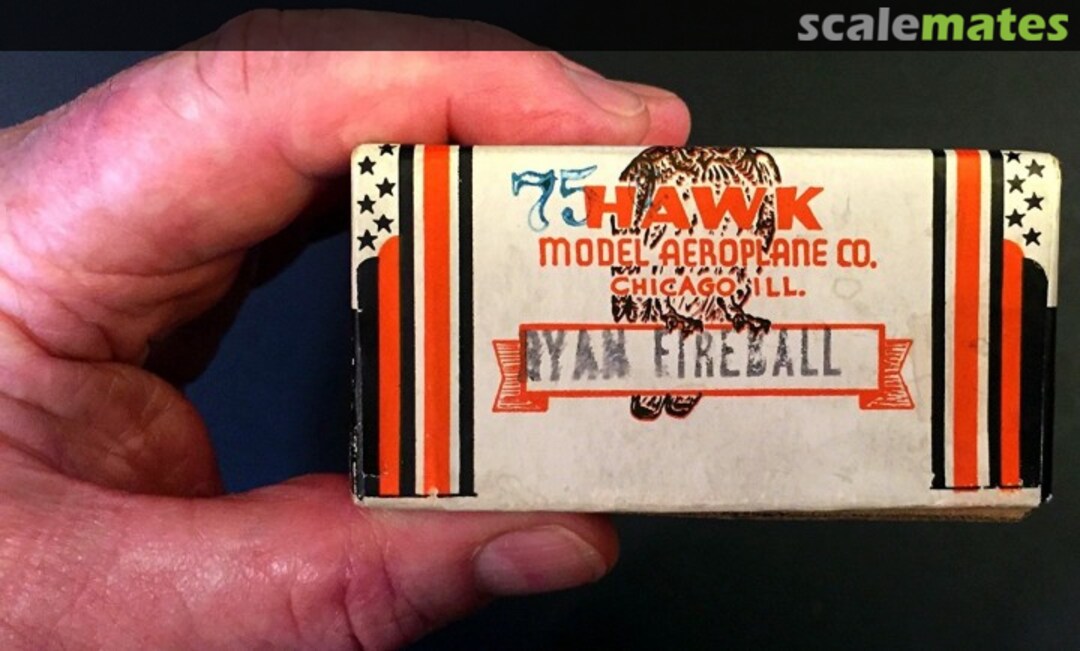 scalemates
75 HAWK
MODEL AEROPLANE CO.
CHICAGO, ILL.
RYAN FIREBALL